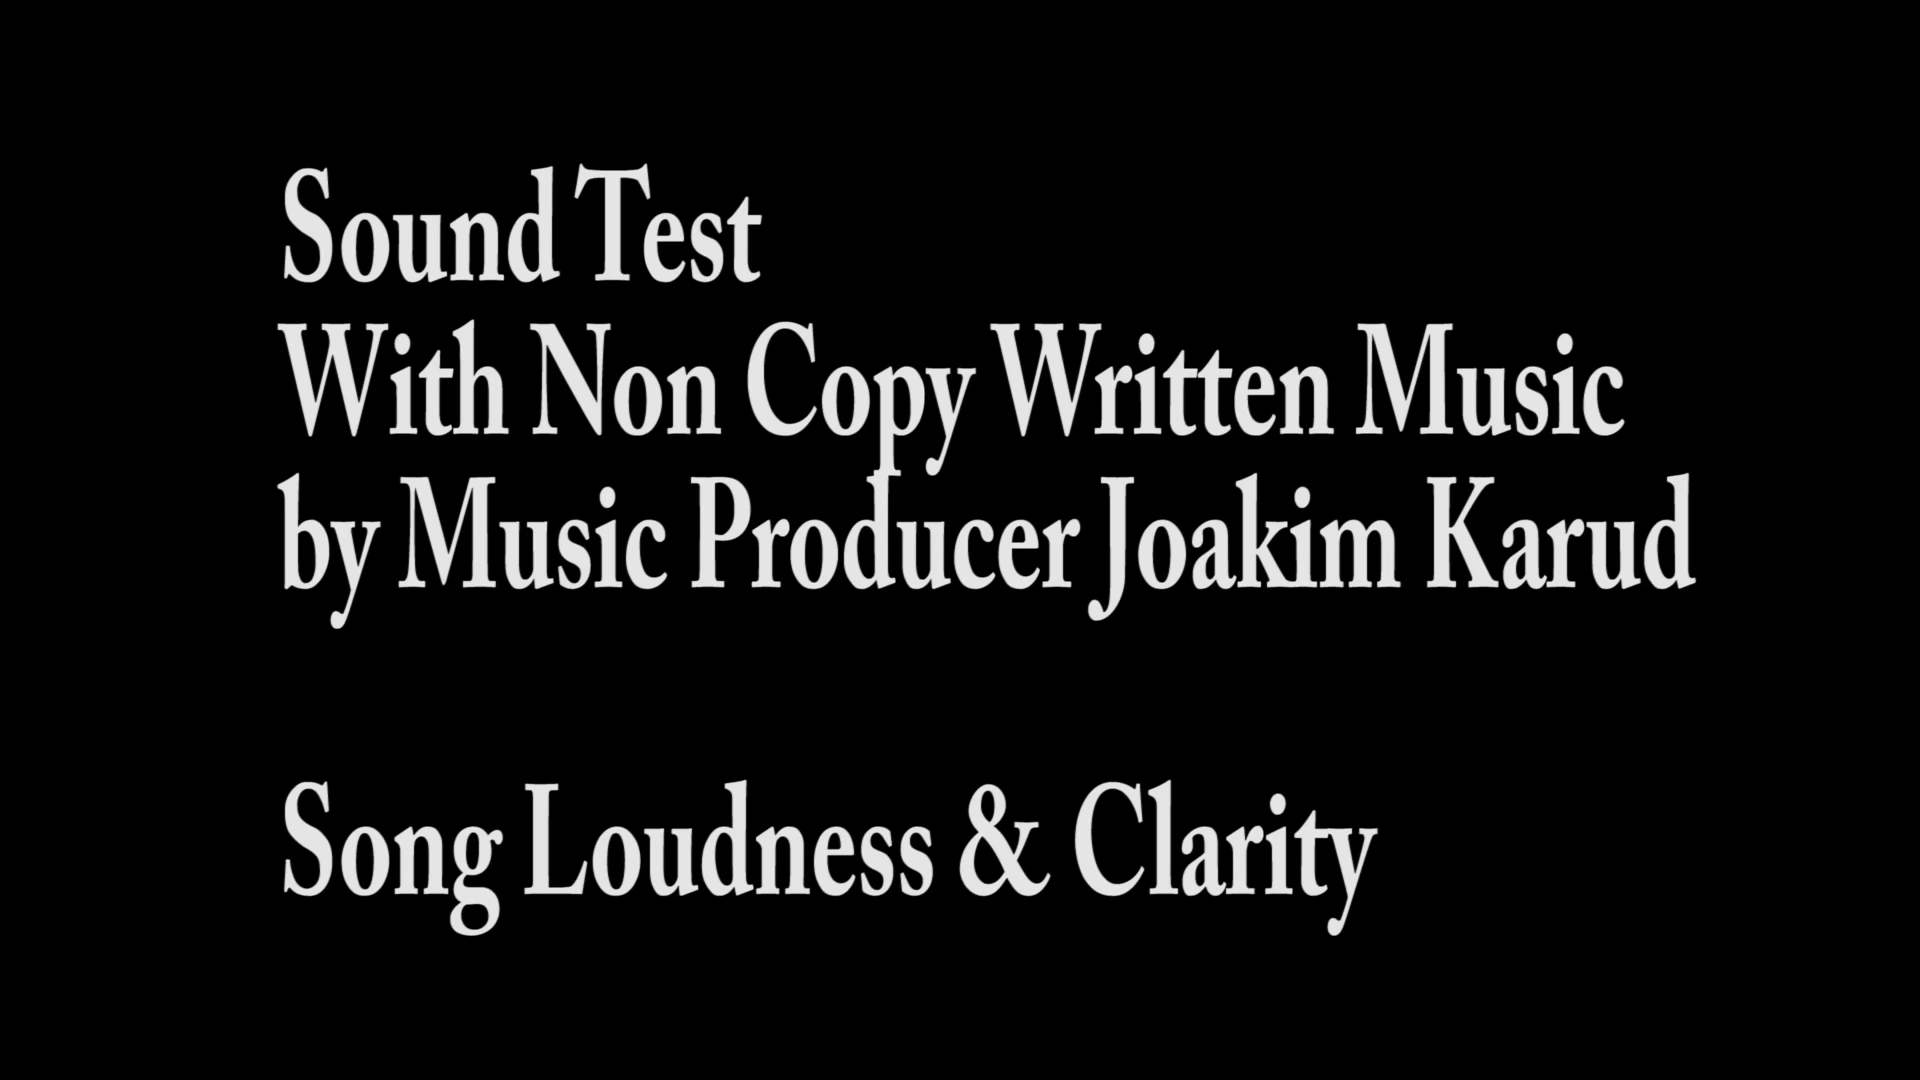 Sound Test
With Non Copy Written Music
by Music Producer Joakim Karud
Song Loudness & Clarity